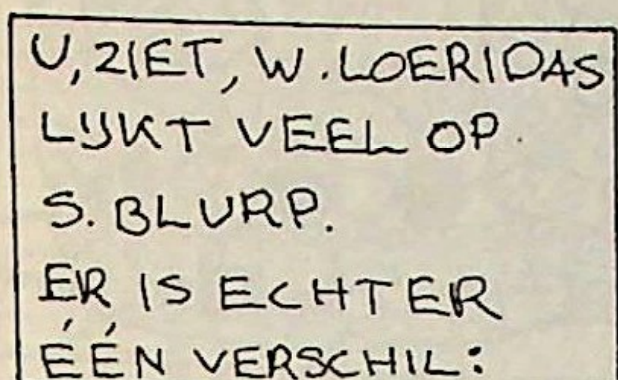 U, ZIET, W. LOERIDAS
LIJKT VEEL OP
S. BLURP.
ER IS ECHTER
ÉÉN VERSCHIL: